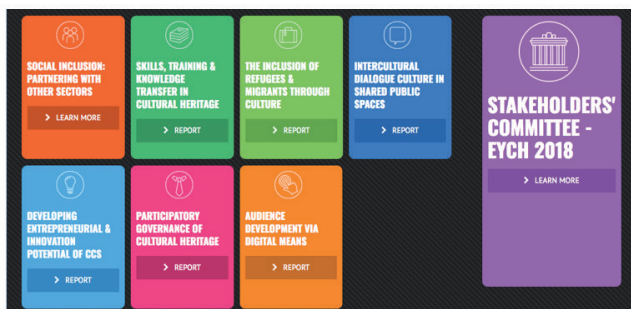 SOCIAL INCLUSION:
PARTNERING WITH
OTHER SECTORS
> LEARN MORE
SKILLS, TRAINING &
KNOWLEDGE
TRANSFER IN
CULTURAL HERITAGE
> REPORT
THE INCLUSION OF
REFUGEES &
MIGRANTS THROUGH
CULTURE
> REPORT
INTERCULTURAL
DIALOGUE CULTURE IN
SHARED PUBLIC
SPACES
> REPORT
STAKEHOLDERS'
COMMITTEE -
EYCH 2018
> LEARN MORE
DEVELOPING
ENTREPRENEURIAL &
INNOVATION
POTENTIAL OF CCS
> REPORT
PARTICIPATORY
GOVERNANCE OF
CULTURAL HERITAGE
> REPORT
AUDIENCE
DEVELOPMENT VIA
DIGITAL MEANS
> REPORT